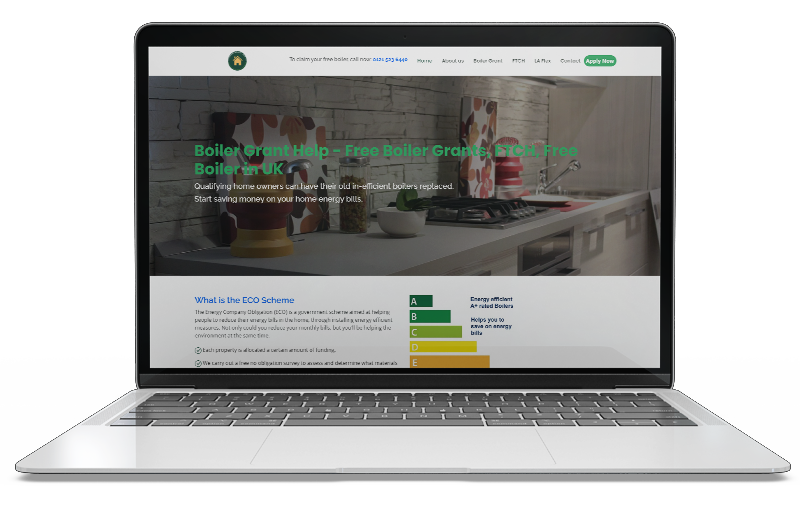 To claim your free boiler call now: 0121 523 6440
Home
About us
Boiler Grant
FTCH
LA Flex
Contact
Apply Now
Boiler Grant Help – Free Boiler Grants, FTCH, Free
Boiler in UK
Qualifying home owners can have their old in-efficient boilers replaced.
Start saving money on your home energy bills.
What is the ECO Scheme
The Energy Company Obligation (ECO) is a government scheme aimed at helping
people to reduce their energy bills in the home, through installing energy efficient
measures. Not only could you reduce your monthly bills, but you'll be helping the
environment at the same time.
Each property is allocated a certain amount of funding.
We carry out a free no obligation survey to assess and determine what materials
A
B
C
D
E
Energy efficient
A+ rated Boilers
Helps you to
save on energy
bills